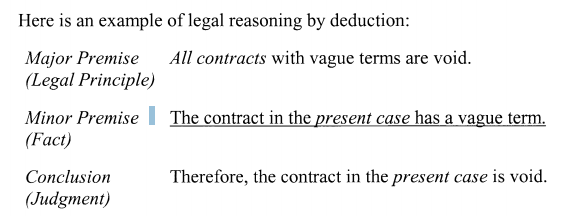 Here is an example of legal reasoning by deduction:
Major Premise All contracts with vague terms are void.
(Legal Principle)
Minor Premise The contract in the present case has a vague term.
(Fact)
Conclusion Therefore, the contract in the present case is void.
(Judgment)